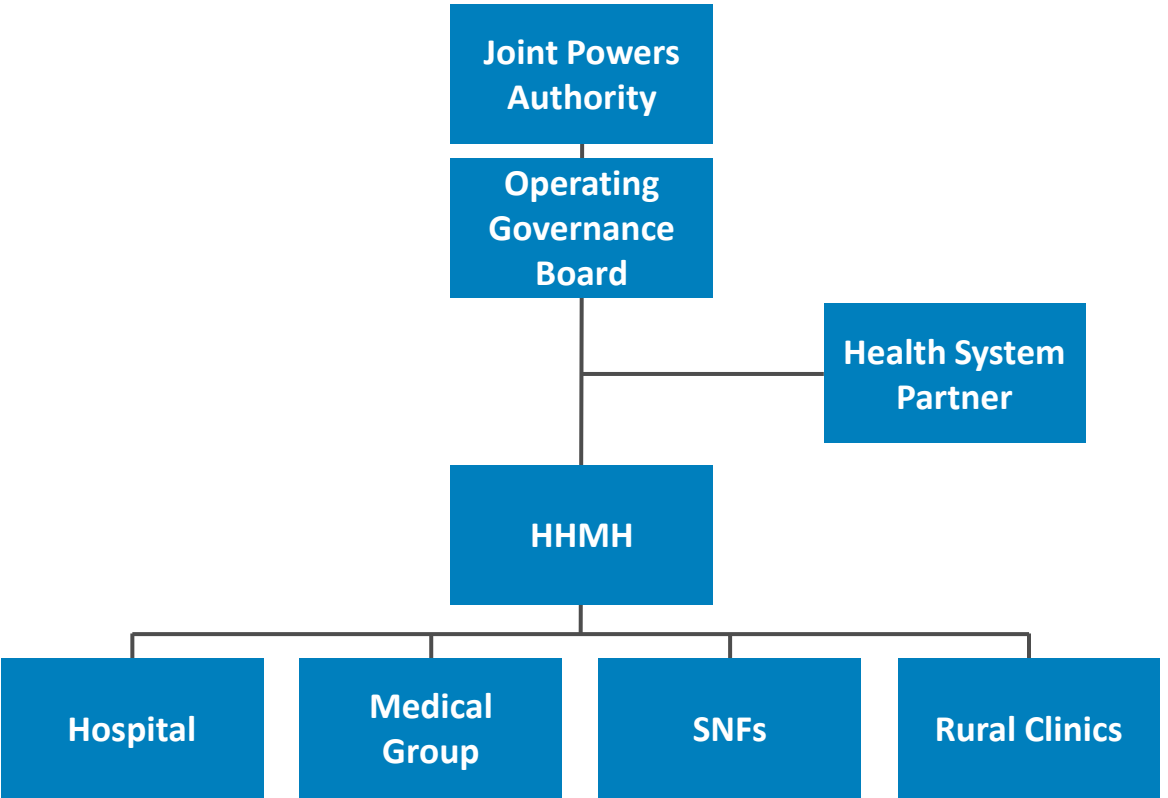 Joint Powers
Authority
Operating
Governance
Board
Health System
Partner
HHMH
Hospital
Medical
Group
SNFs
Rural Clinics